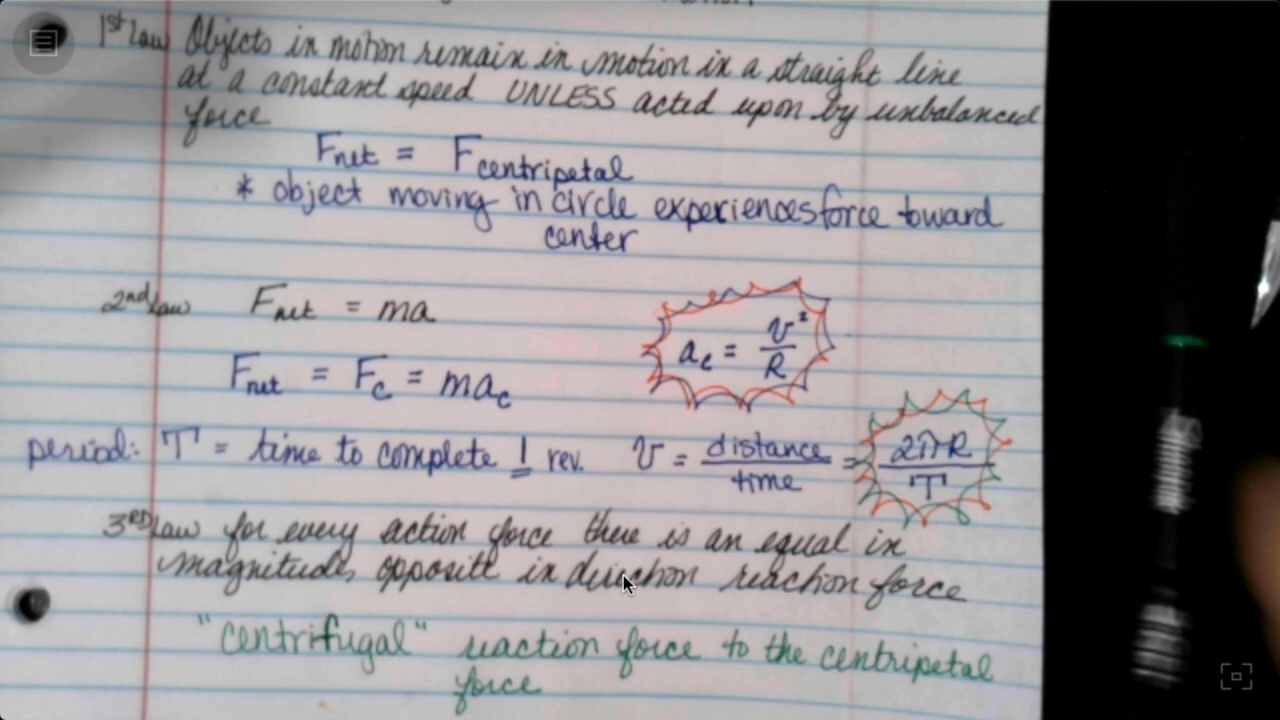 1st Law Objects in motion remain in motion in a straight line
at a constant speed UNLESS acted upon by unbalanced
force
Fnet = Fcentripetal
* object moving in circle experiences force toward
center
2nd Law Fnet = ma
ac = v²/R
Fnet = Fc = mac
period: T = time to complete 1 rev. v = distance/time = 2πR/T
3RD Law for every action force there is an equal in
magnitude, opposite in direction reaction force
"centrifugal" reaction force to the centripetal
force